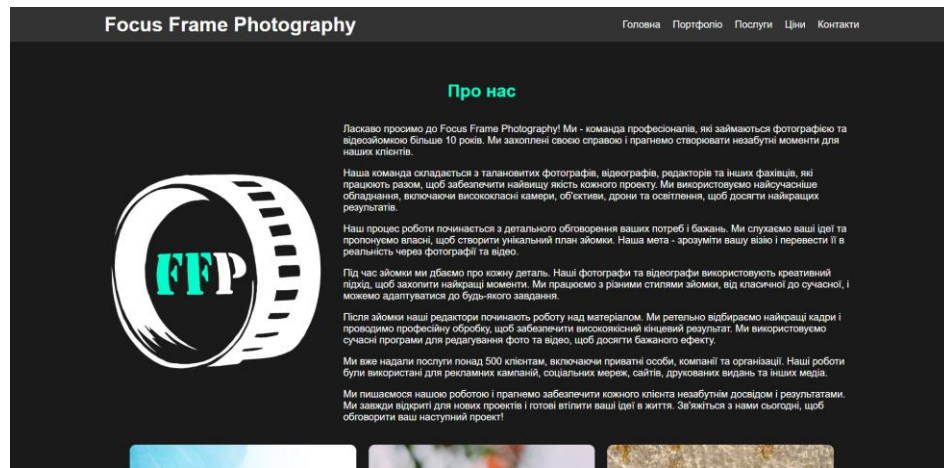 Focus Frame Photography
Головна Портфоліо Послуги Ціни Контакти
Про нас
Ласкаво просимо до Focus Frame Photography! Ми - команда професіоналів, які займаються фотографією та
відеозйомкою більше 10 років. Ми захоплені своєю справою і прагнемо створювати незабутні моменти для
наших клієнтів.
Наша команда складається з талановитих фотографів, відеографів, редакторів та інших фахівців, які
працюють разом, щоб забезпечити найвищу якість кожного проекту. Ми використовуємо найсучасніше
обладнання, включаючи висококласні камери, об'єктиви, дрони та освітлення, щоб досягти найкращих
результатів.
Наш процес роботи починається з детального обговорення ваших потреб і бажань. Ми слухаємо ваші ідеї та
пропонуємо власні, щоб створити унікальний план зйомки. Наша мета - зрозуміти вашу візію і перевести її в
реальність через фотографії та відео.
FFP
Під час зйомки ми дбаємо про кожну деталь. Наші фотографи та відеографи використовують креативний
підхід, щоб захопити найкращі моменти. Ми працюємо з різними стилями зйомки, від класичної до сучасної, і
можемо адаптуватися до будь-якого завдання.
Після зйомки наші редактори починають роботу над матеріалом. Ми ретельно відбираємо найкращі кадри і
проводимо професійну обробку, щоб забезпечити високоякісний кінцевий результат. Ми використовуємо
сучасні програми для редагування фото та відео, щоб досягти бажаного ефекту.
Ми вже надали послуги понад 500 клієнтам, включаючи приватні особи, компанії та організації. Наші роботи
були використані для рекламних кампаній, соціальних мереж, сайтів, друкованих видань та інших медіа.
Ми пишаємося нашою роботою і прагнемо забезпечити кожного клієнта незабутнім досвідом і результатами.
Ми завжди відкриті для нових проектів і готові втілити ваші ідеї в життя. Зв'яжіться з нами сьогодні, щоб
обговорити ваш наступний проект!